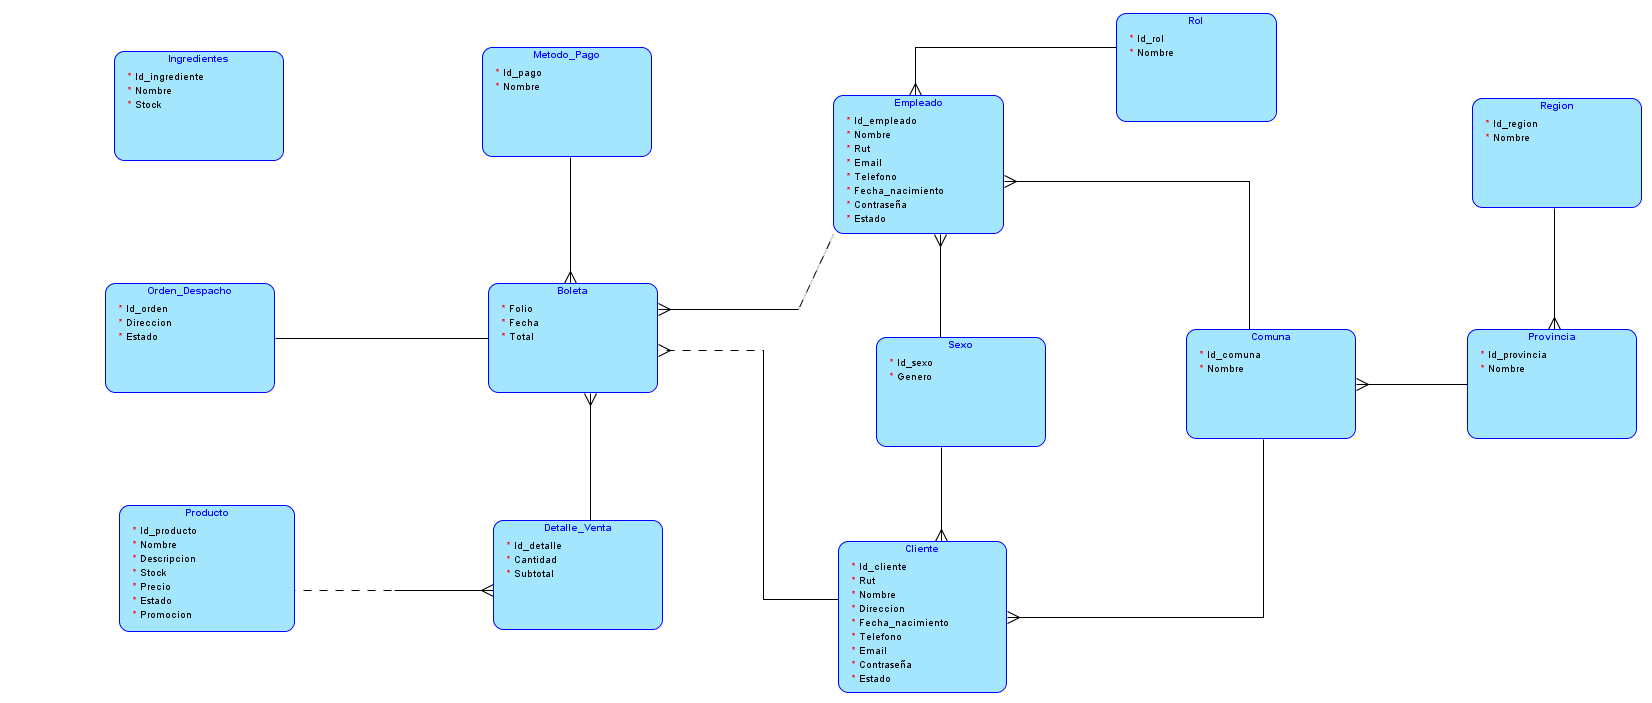 Ingredientes
* Id_ingrediente
* Nombre
* Stock
Metodo_Pago
* Id_pago
* Nombre
Empleado
* Id_empleado
* Nombre
* Rut
* Email
* Telefono
* Fecha_nacimiento
* Contraseña
* Estado
Rol
* Id_rol
* Nombre
Region
* Id_region
* Nombre
Orden_Despacho
* Id_orden
* Direccion
* Estado
Boleta
* Folio
* Fecha
* Total
Sexo
* Id_sexo
* Genero
Comuna
* Id_comuna
* Nombre
Provincia
* Id_provincia
* Nombre
Producto
* Id_producto
* Nombre
* Descripcion
* Stock
* Precio
* Estado
* Promocion
Detalle_Venta
* Id_detalle
* Cantidad
* Subtotal
Cliente
* Id_cliente
* Rut
* Nombre
* Direccion
* Fecha_nacimiento
* Telefono
* Email
* Contraseña
* Estado